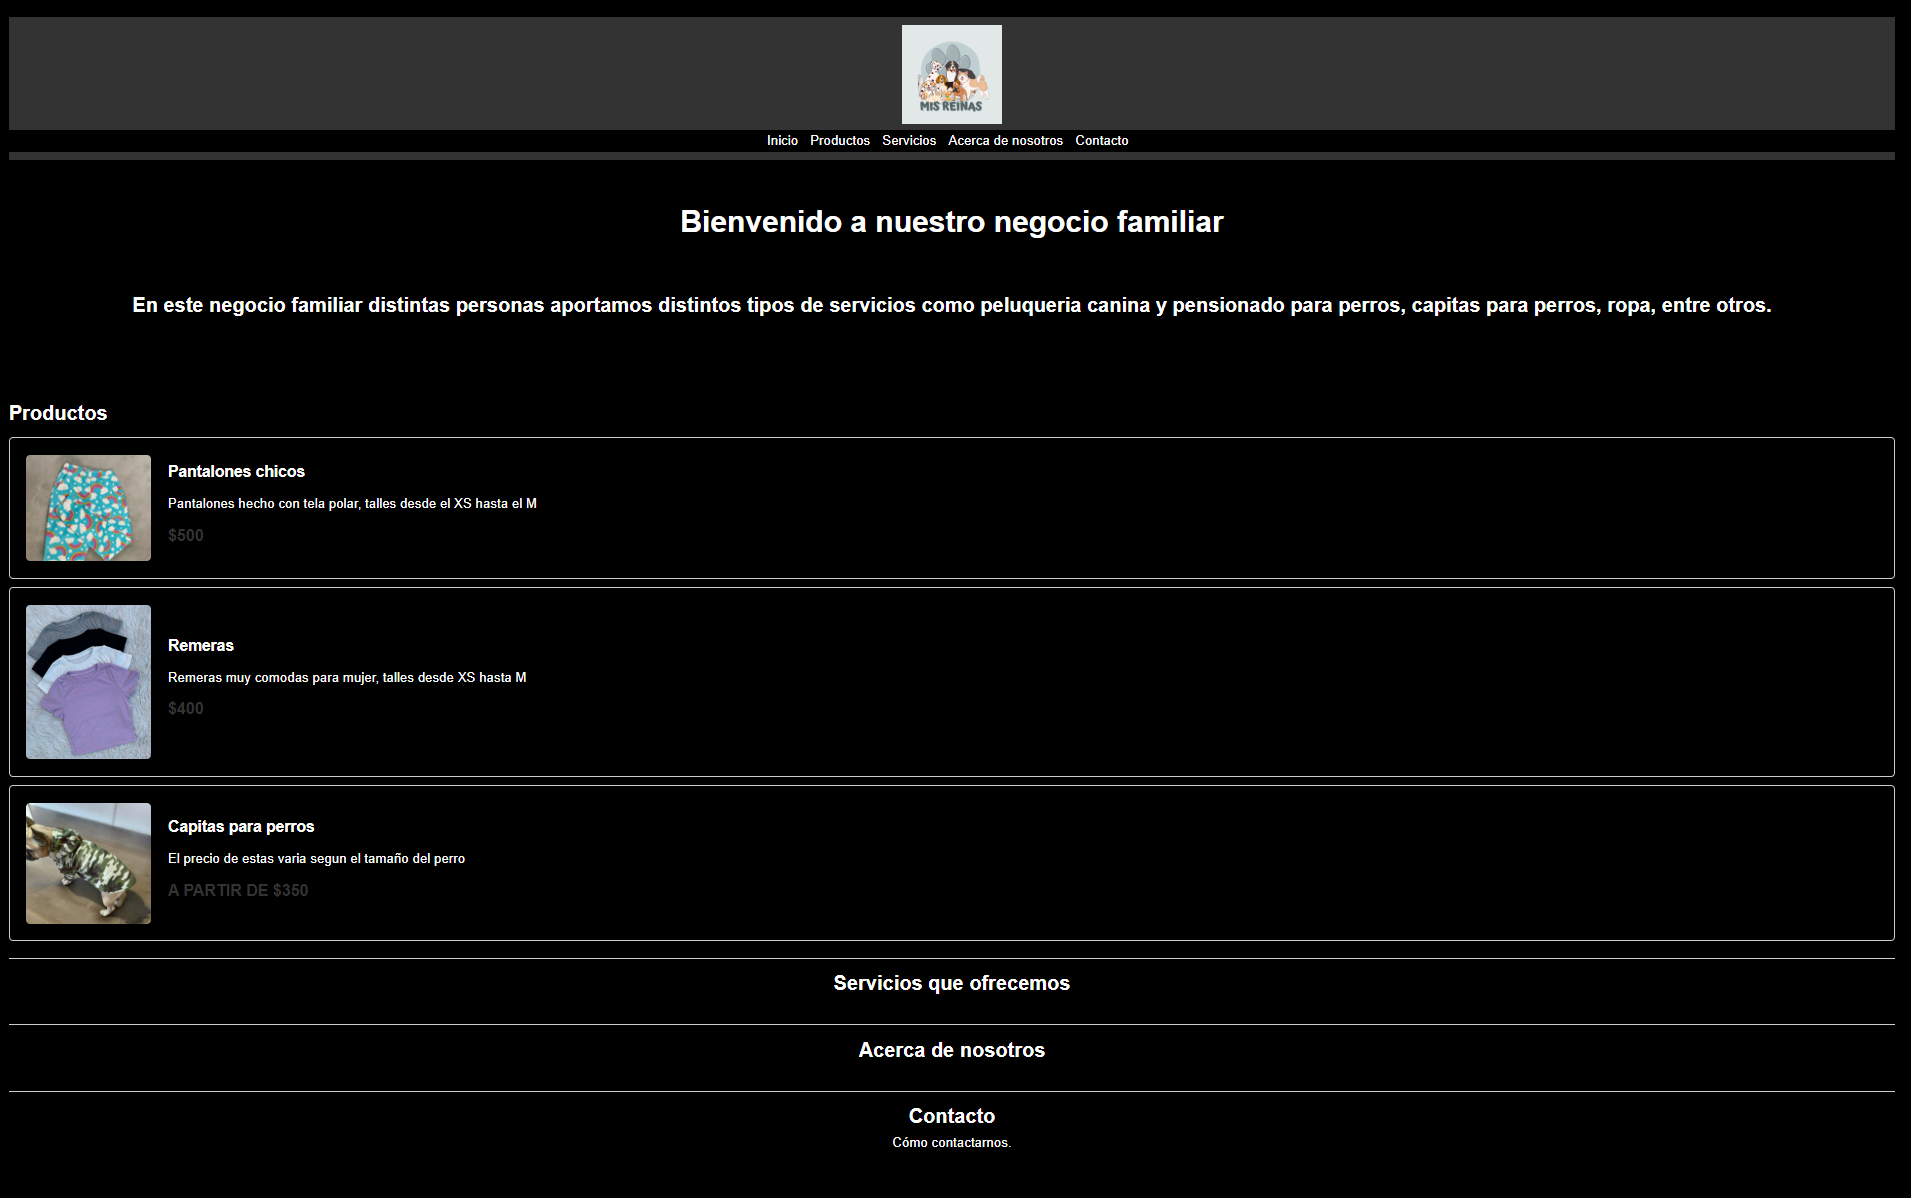 MIS REINAS
Inicio Productos Servicios Acerca de nosotros Contacto
Bienvenido a nuestro negocio familiar
En este negocio familiar distintas personas aportamos distintos tipos de servicios como peluqueria canina y pensionado para perros, capitas para perros, ropa, entre otros.
Productos
Pantalones chicos
Pantalones hecho con tela polar, talles desde el XS hasta el M
$500
Remeras
Remeras muy comodas para mujer, talles desde XS hasta M
$400
Capitas para perros
El precio de estas varia segun el tamaño del perro
A PARTIR DE $350
Servicios que ofrecemos
Acerca de nosotros
Contacto
Cómo contactarnos.